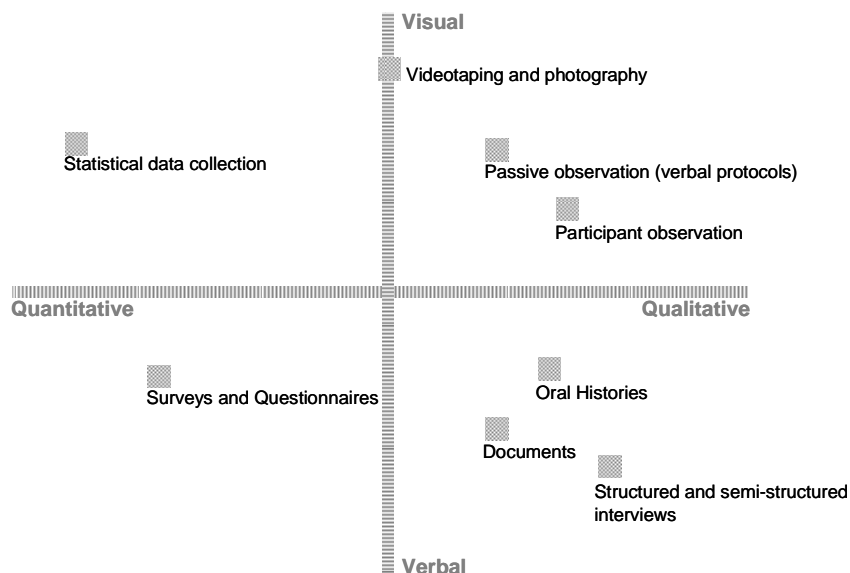 Visual
Videotaping and photography
Statistical data collection
Passive observation (verbal protocols)
Participant observation
Quantitative
Qualitative
Surveys and Questionnaires
Oral Histories
Documents
Structured and semi-structured
interviews
Verbal